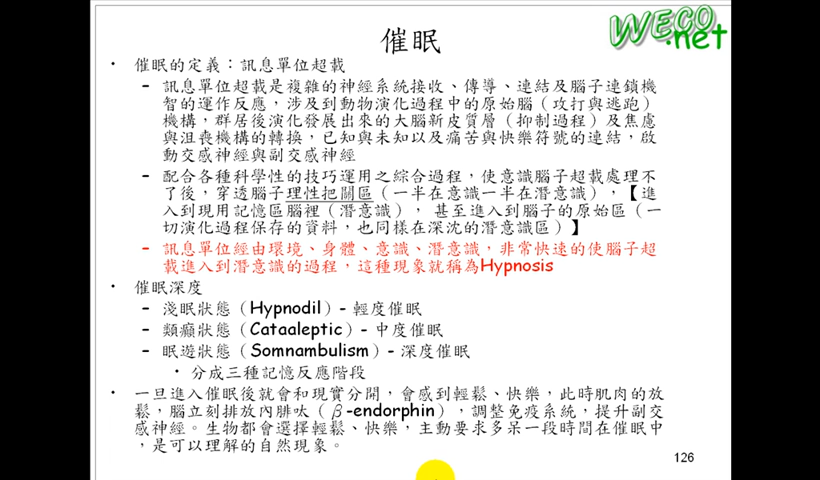 WECO.net
催眠
• 催眠的定義：訊息單位超載
– 訊息單位超載是複雜的神經系統接收、傳導、連結及腦子連鎖機
智的運作反應，涉及到動物演化過程中的原始腦（攻打與逃跑）
機構，群居後演化發展出來的大腦新皮質層（抑制過程）及焦慮
與沮喪機構的轉換，已知與未知以及痛苦與快樂符號的連結，啟
動交感神經與副交感神經
– 配合各種科學性的技巧運用之綜合過程，使意識腦子超載處理不
了後，穿透腦子理性把關區（一半在意識一半在潛意識），【進
入到現用記憶區腦裡（潛意識），甚至進入到腦子的原始區（一
切演化過程保存的資料，也同樣在深沈的潛意識區）】
– 訊息單位經由環境、身體、意識、潛意識，非常快速的使腦子超
載進入到潛意識的過程，這種現象就稱為Hypnosis
• 催眠深度
– 淺眠狀態（Hypnodil）– 輕度催眠
– 類癲狀態（Cataaleptic）– 中度催眠
– 眠遊狀態（Somnambulism）– 深度催眠
• 分成三種記憶反應階段
• 一旦進入催眠後就會和現實分開，會感到輕鬆、快樂，此時肌肉的放
鬆，腦立刻排放內腓呔（β-endorphin），調整免疫系統，提升副交
感神經。生物都會選擇輕鬆、快樂，主動要求多呆一段時間在催眠中
，是可以理解的自然現象。
126